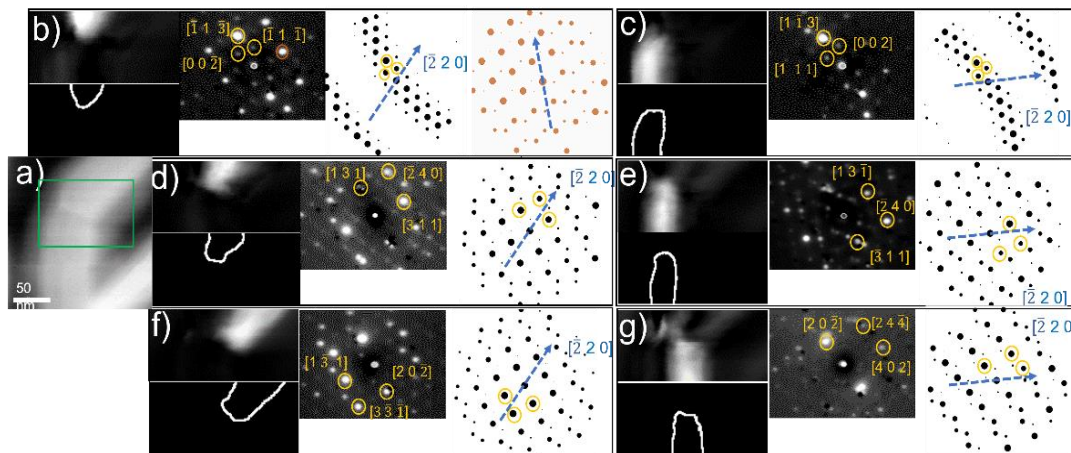 b)
[1̄ 1 3̄]
[1̄ 1 1̄]
[0 0 2̄]
[2̄ 2 0]
c)
[1 1̄ 3]
[0 0 2]
[1 1̄ 1]
[2̄ 2 0]
a)
50
nm
d)
[1 3 1]
[2̄ 4 0]
[3̄ 1 1]
[2̄ 2 0]
e)
[1 3 1̄]
[2̄ 4 0]
[3̄ 1 1]
[2̄ 2 0]
f)
[1 3̄ 1]
[2 0 2̄]
[3 3̄ 1̄]
[2̄ 2 0]
g)
[2 0 2̄]
[2 4 4̄]
[4 0 2]
[2̄ 2 0]